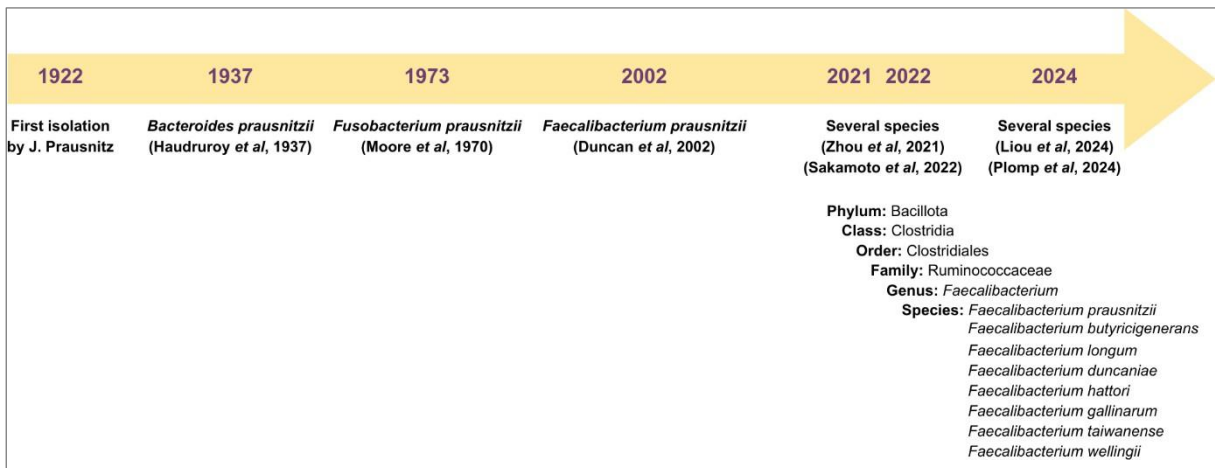 1922
1937
1973
2002
2021 2022
2024
First isolation
by J. Prausnitz
Bacteroides prausnitzii
(Haudruroy et al, 1937)
Fusobacterium prausnitzii
(Moore et al, 1970)
Faecalibacterium prausnitzii
(Duncan et al, 2002)
Several species
(Zhou et al, 2021)
(Sakamoto et al, 2022)
Several species
(Liou et al, 2024)
(Plomp et al, 2024)
Phylum: Bacillota
Class: Clostridia
Order: Clostridiales
Family: Ruminococcaceae
Genus: Faecalibacterium
Species: Faecalibacterium prausnitzii
Faecalibacterium butyricigenerans
Faecalibacterium longum
Faecalibacterium duncaniae
Faecalibacterium hattori
Faecalibacterium gallinarum
Faecalibacterium taiwanense
Faecalibacterium wellingii